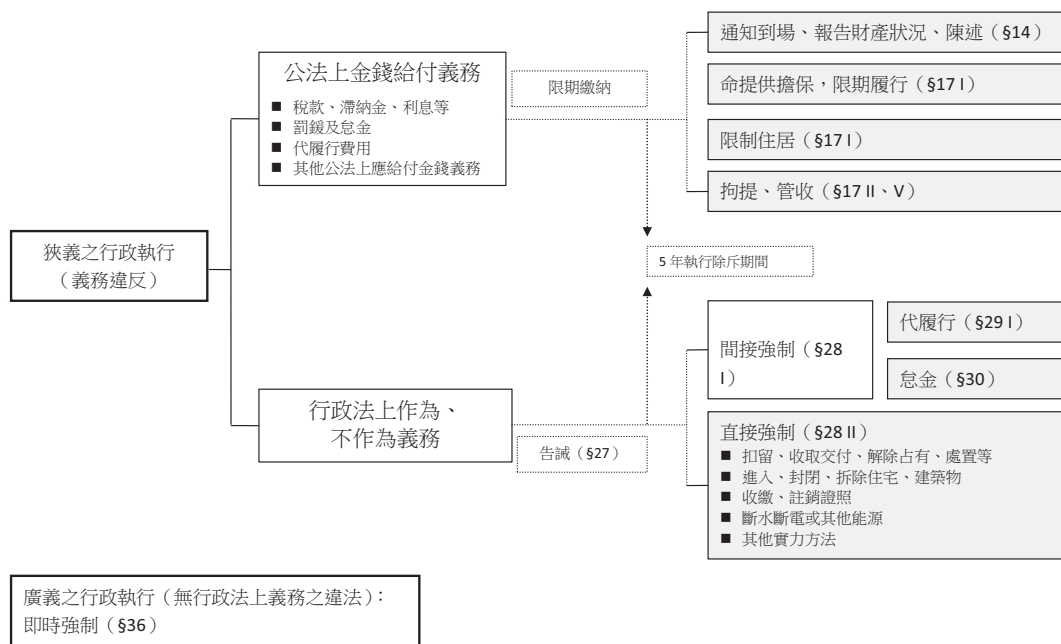 通知到場、報告財產狀況、陳述（§14）
公法上金錢給付義務
■ 稅款、滯納金、利息等
■ 罰鍰及怠金
■ 代履行費用
■ 其他公法上應給付金錢義務
限期繳納
命提供擔保，限期履行（§17 I）
限制住居（§17 I）
拘提、管收（§17 II、V）
狹義之行政執行
（義務違反）
5 年執行除斥期間
間接強制（§28
I）
代履行（§29 I）
怠金（§30）
行政法上作為、
不作為義務
告誡（§27）
直接強制（§28 II）
■ 扣留、收取交付、解除占有、處置等
■ 進入、封閉、拆除住宅、建築物
■ 收繳、註銷證照
■ 斷水斷電或其他能源
■ 其他實力方法
廣義之行政執行（無行政法上義務之違法）：
即時強制（§36）